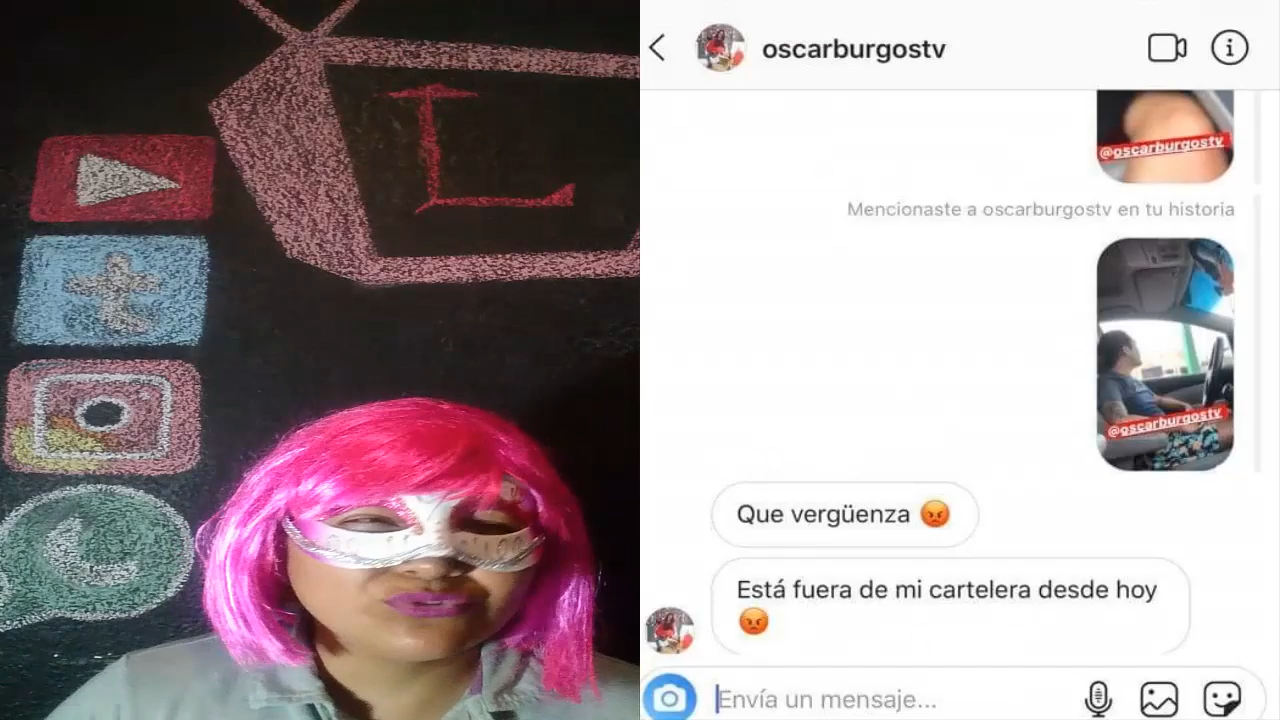 L
t
oscarburgostv
@oscarburgostv
Mencionaste a oscarburgostv en tu historia
@oscarburgostv
Que vergüenza 😡
Está fuera de mi cartelera desde hoy
😡
Envía un mensaje...